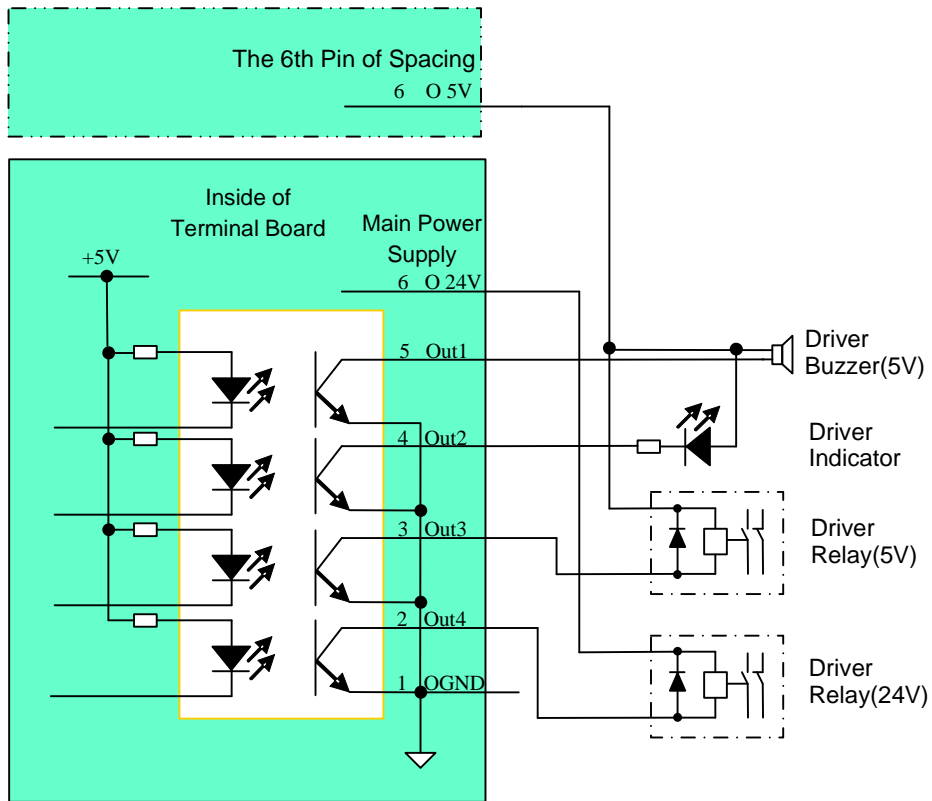 The 6th Pin of Spacing
6 O 5V
Inside of
Terminal Board
Main Power
Supply
+5V
6 O 24V
5 Out1
Driver
Buzzer(5V)
4 Out2
Driver
Indicator
3 Out3
Driver
Relay(5V)
2 Out4
1 OGND
Driver
Relay(24V)